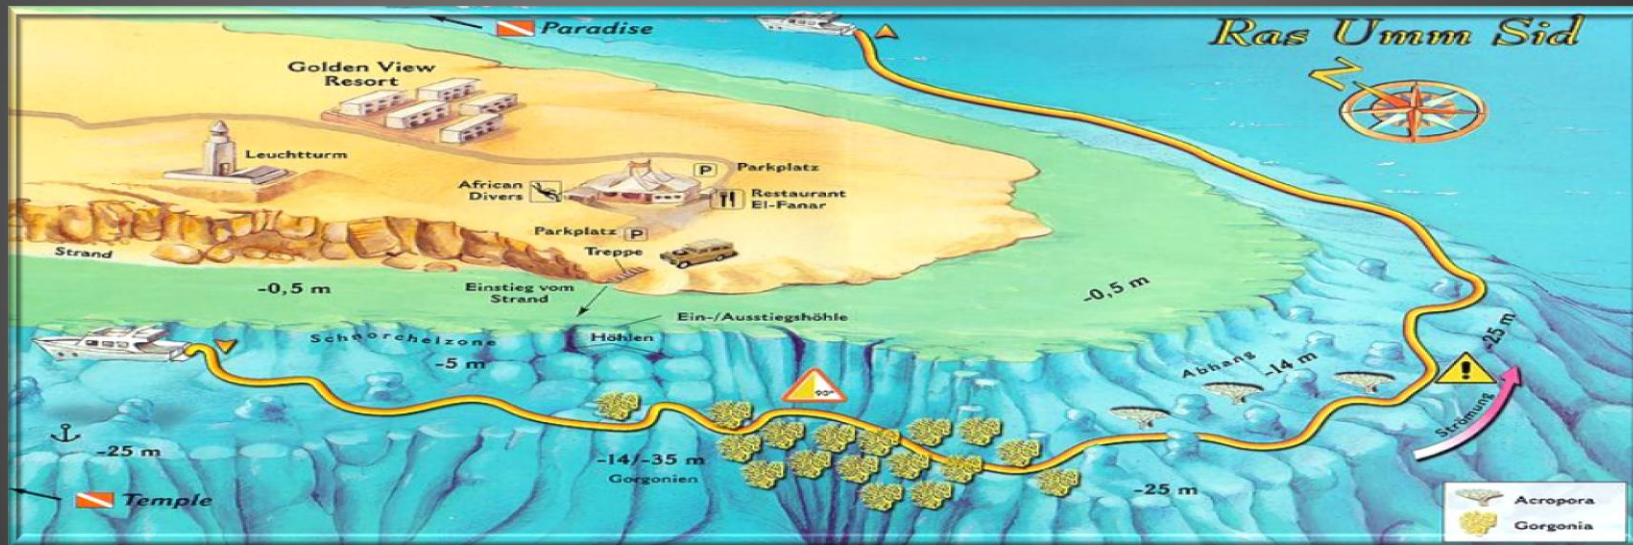 Paradise
Ras Umm Sid
N
Golden View
Resort
Leuchtturm
P
Parkplatz
African
Divers
Restaurant
El-Fanar
Parkplatz
P
Treppe
Strand
-0,5 m
Einstieg vom
Strand
-0,5 m
Ein-/Ausstiegshöhle
Schnorchelzone
Höhlen
-5 m
Abhang
-14 m
-25 m
90°
!
Strömung
-25 m
-14/-35 m
Gorgonien
-25 m
Temple
Acropora
Gorgonia